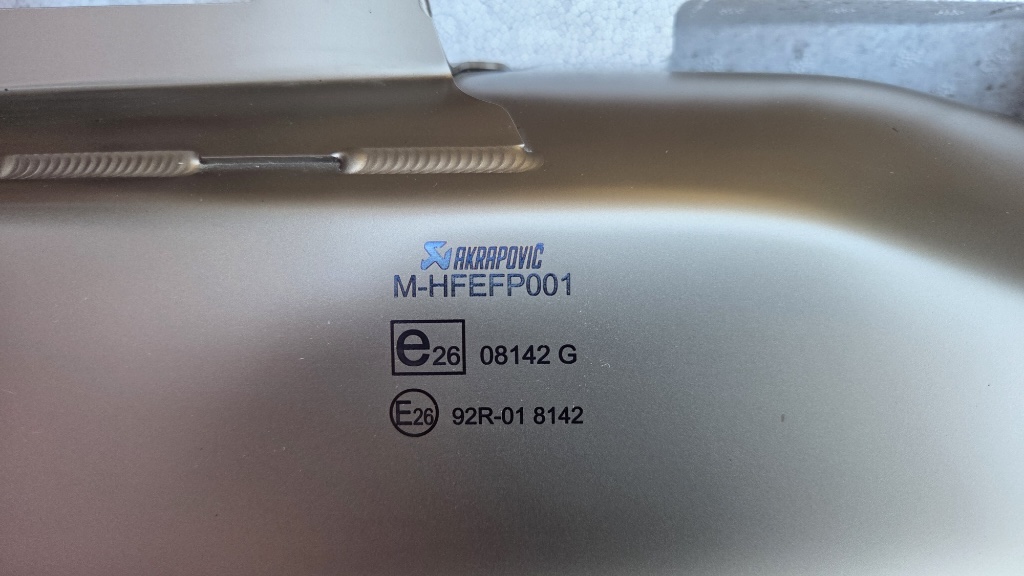 AKRAPOVIČ
M-HFEFP001
e26 08142 G
E26 92R-01 8142